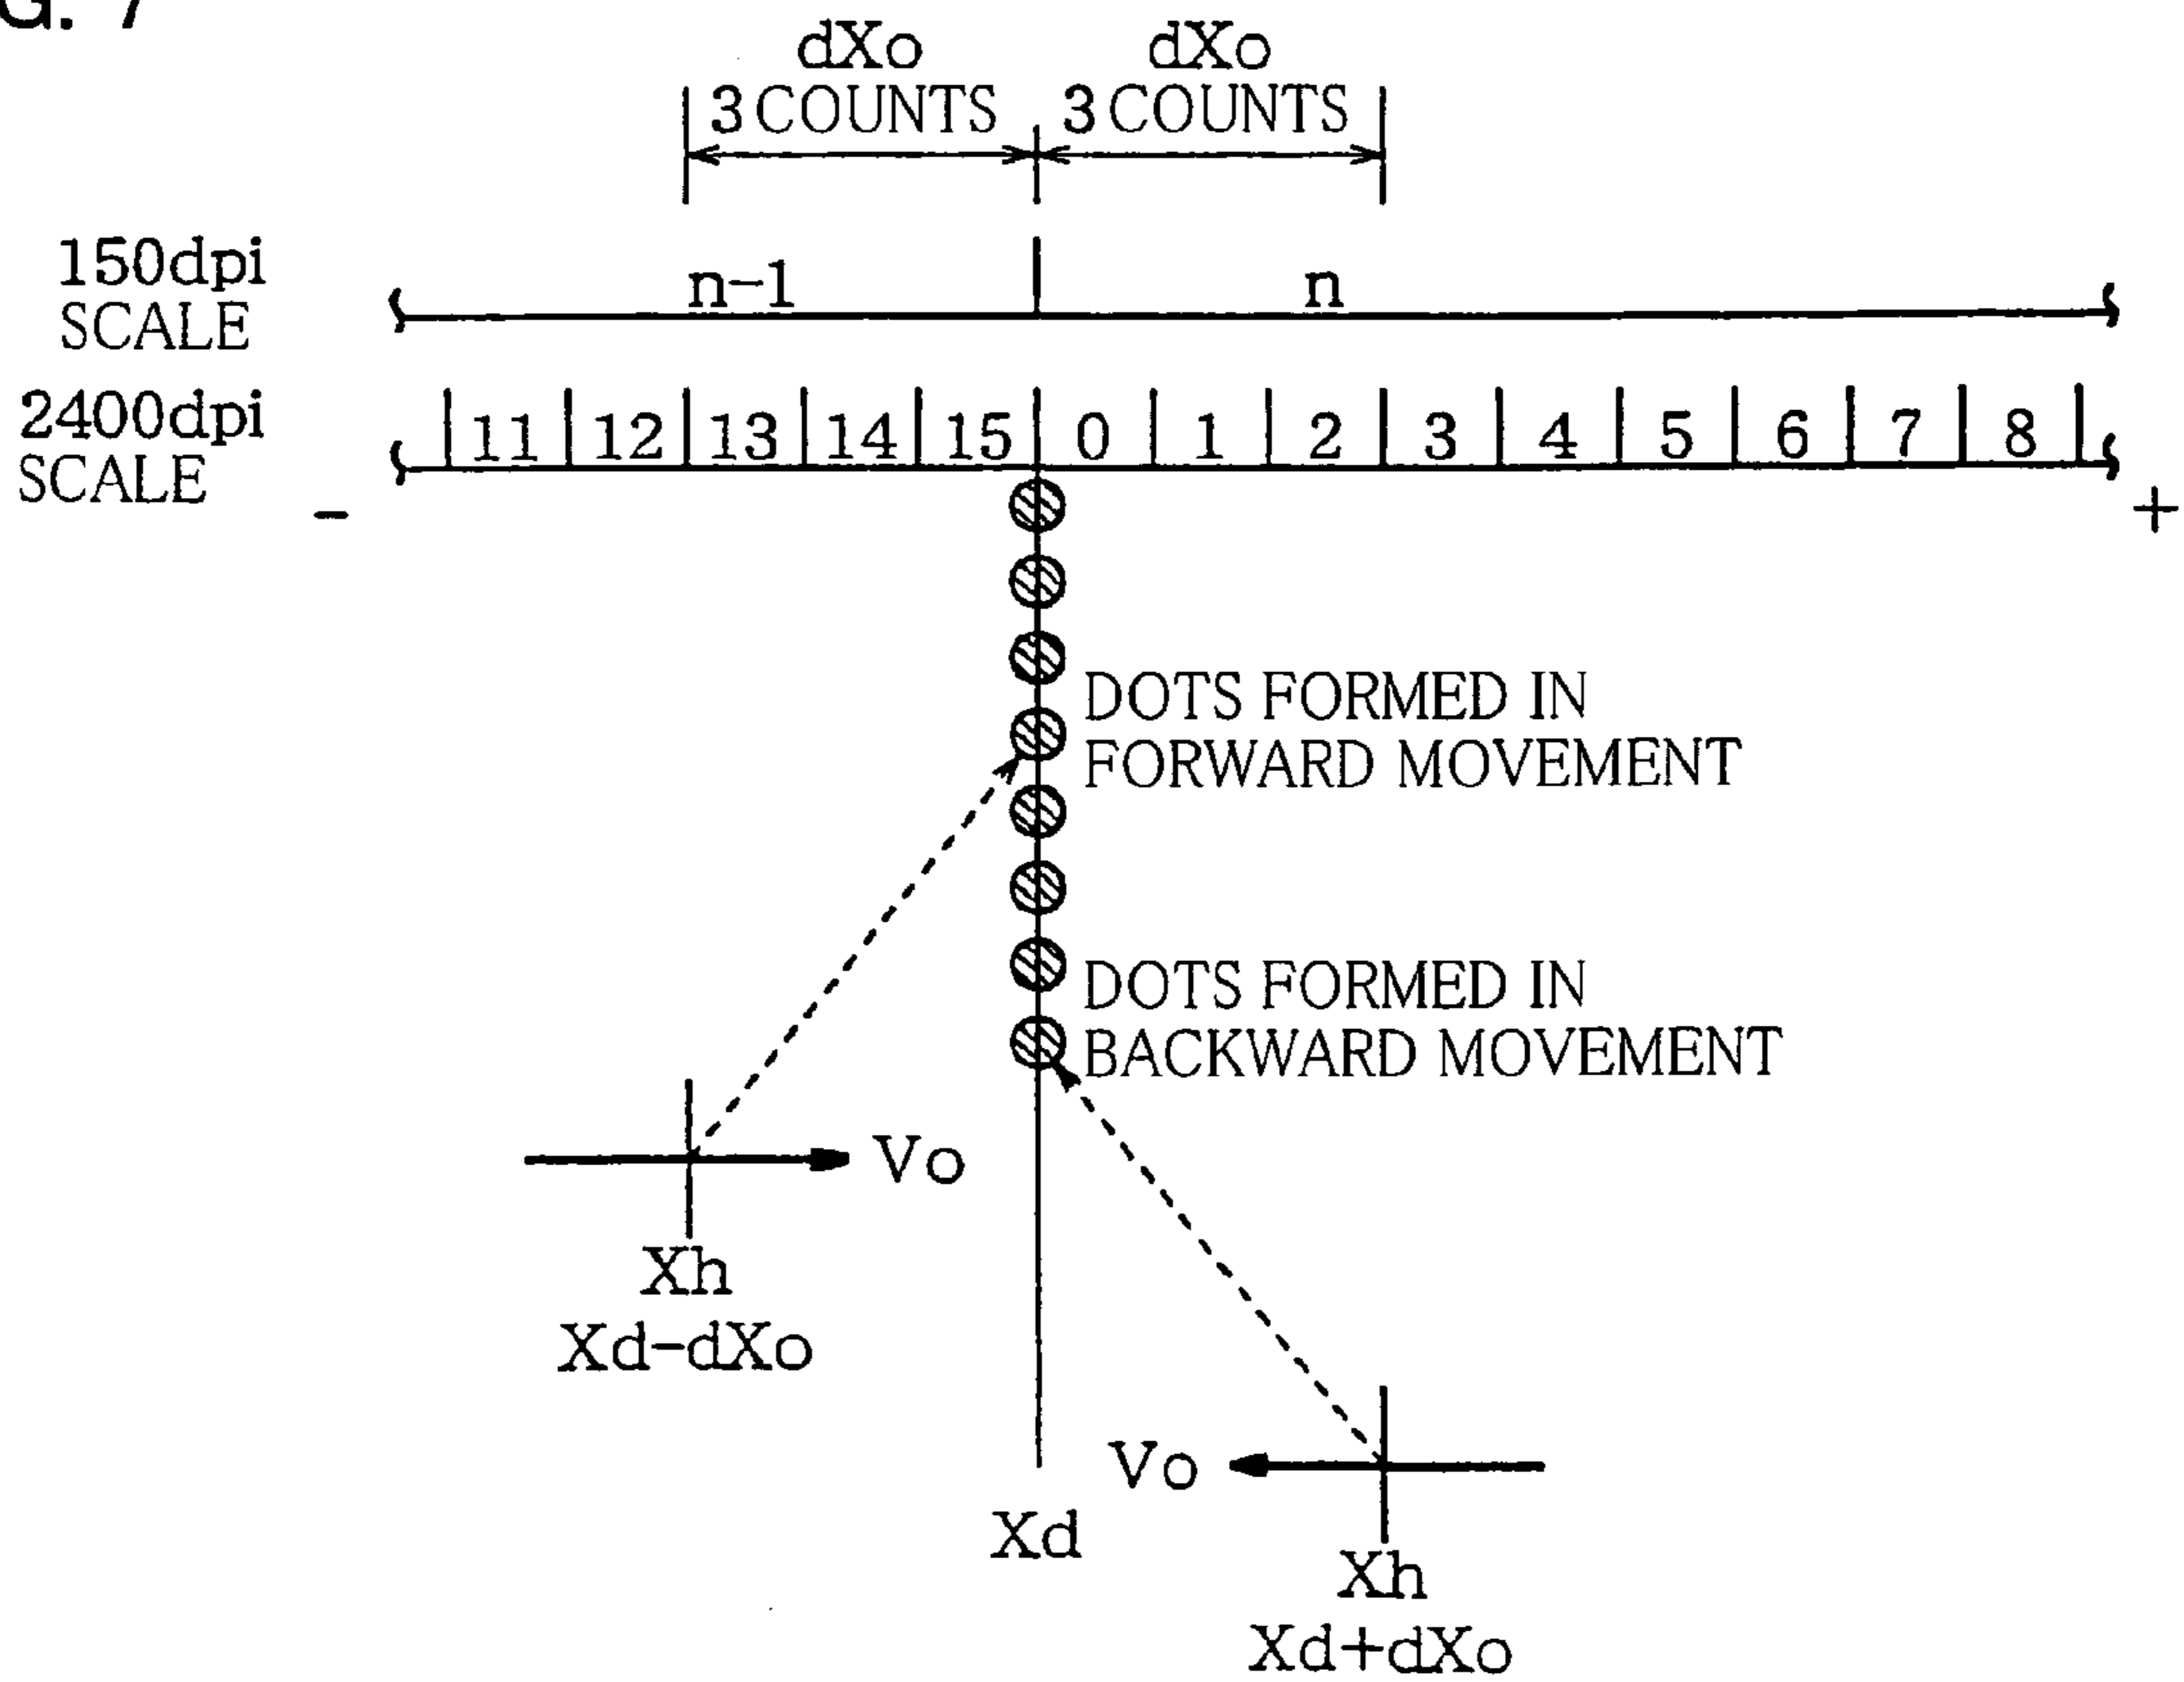 G. 7
dXo dXo
3 COUNTS 3 COUNTS
150dpi
SCALE
n-1 n
2400dpi
SCALE
11 12 13 14 15 0 1 2 3 4 5 6 7 8
- +
DOTS FORMED IN
FORWARD MOVEMENT
DOTS FORMED IN
BACKWARD MOVEMENT
Vo
Xh
Xd-dXo
Vo
Xd
Xh
Xd+dXo